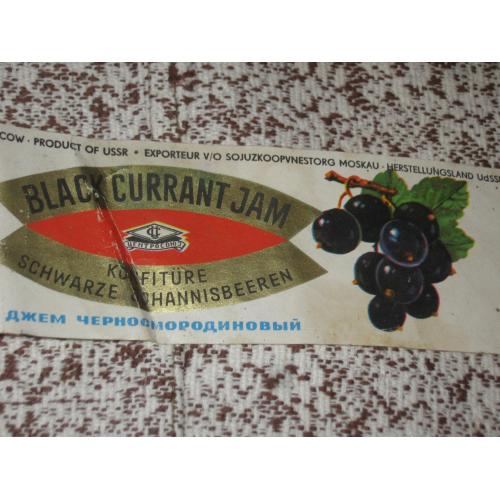 COW · PRODUCT OF USSR • EXPORTEUR V/O SOJUZKOOPVNESTORG MOSKAU · HERSTELLUNGSLAND UdSSR
BLACK CURRANT JAM
ЦЕНТРОСОЮЗ
KONFITÜRE
SCHWARZE JOHANNISBEEREN
ДЖЕМ ЧЕРНОСМОРОДИНОВЫЙ